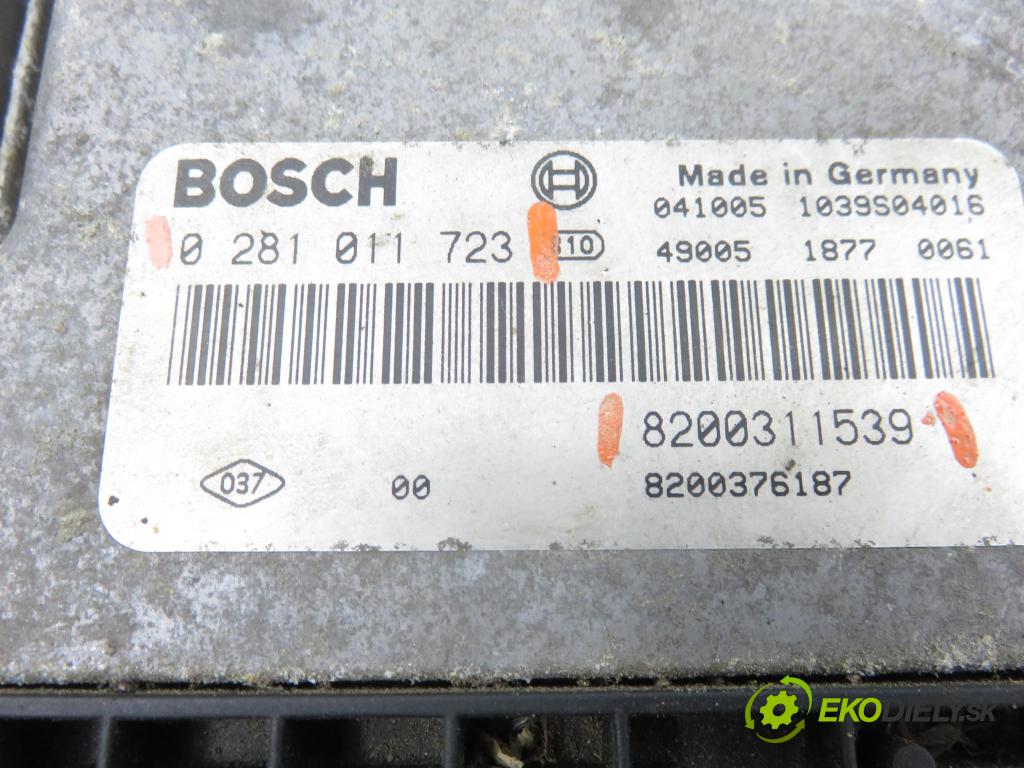 BOSCH
Made in Germany
041005 1039S04016
0 281 011 723
49005 1877 0061
8200311539
037 00 8200376187
EKODIELY.SK